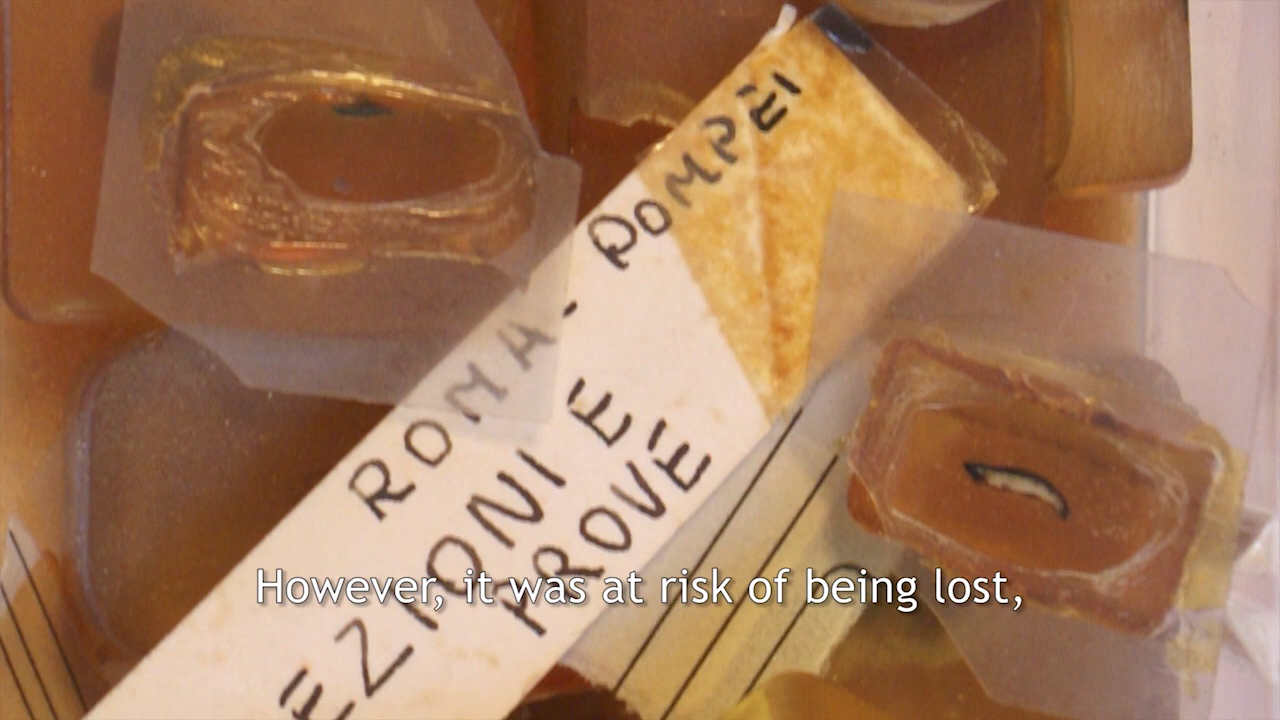 ROMA - POMPEI
EZIONI E
PROVE
However, it was at risk of being lost,